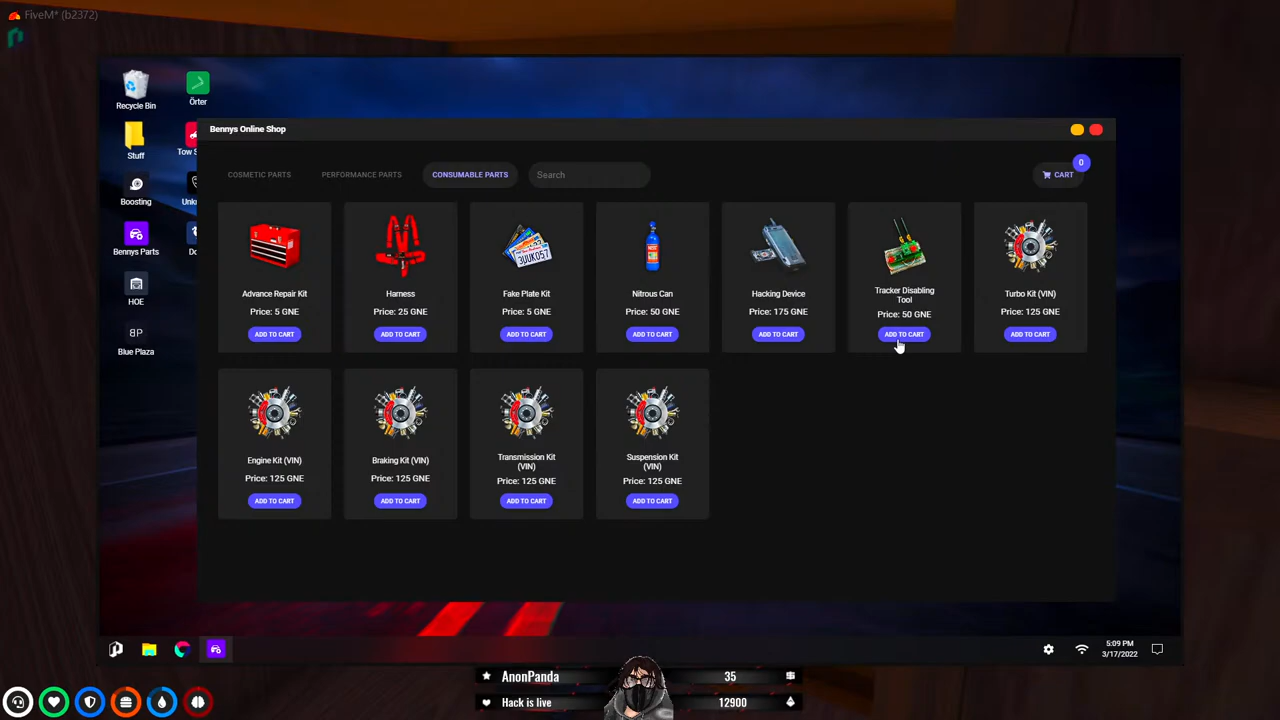 FiveM* (b2372)
Recycle Bin
Örter
Stuff
Tow S
Boosting
Unk
Bennys Parts
Do
HOE
BP
Blue Plaza
Bennys Online Shop
COSMETIC PARTS
PERFORMANCE PARTS
CONSUMABLE PARTS
Search
CART
0
Advance Repair Kit
Price: 5 GNE
ADD TO CART
Harness
Price: 25 GNE
ADD TO CART
3UUK057
Fake Plate Kit
Price: 5 GNE
ADD TO CART
Nitrous Can
Price: 50 GNE
ADD TO CART
Hacking Device
Price: 175 GNE
ADD TO CART
Tracker Disabling
Tool
Price: 50 GNE
ADD TO CART
Turbo Kit (VIN)
Price: 125 GNE
ADD TO CART
Engine Kit (VIN)
Price: 125 GNE
ADD TO CART
Braking Kit (VIN)
Price: 125 GNE
ADD TO CART
Transmission Kit
(VIN)
Price: 125 GNE
ADD TO CART
Suspension Kit
(VIN)
Price: 125 GNE
ADD TO CART
5:09 PM
3/17/2022
AnonPanda
35
Hack is live
12900